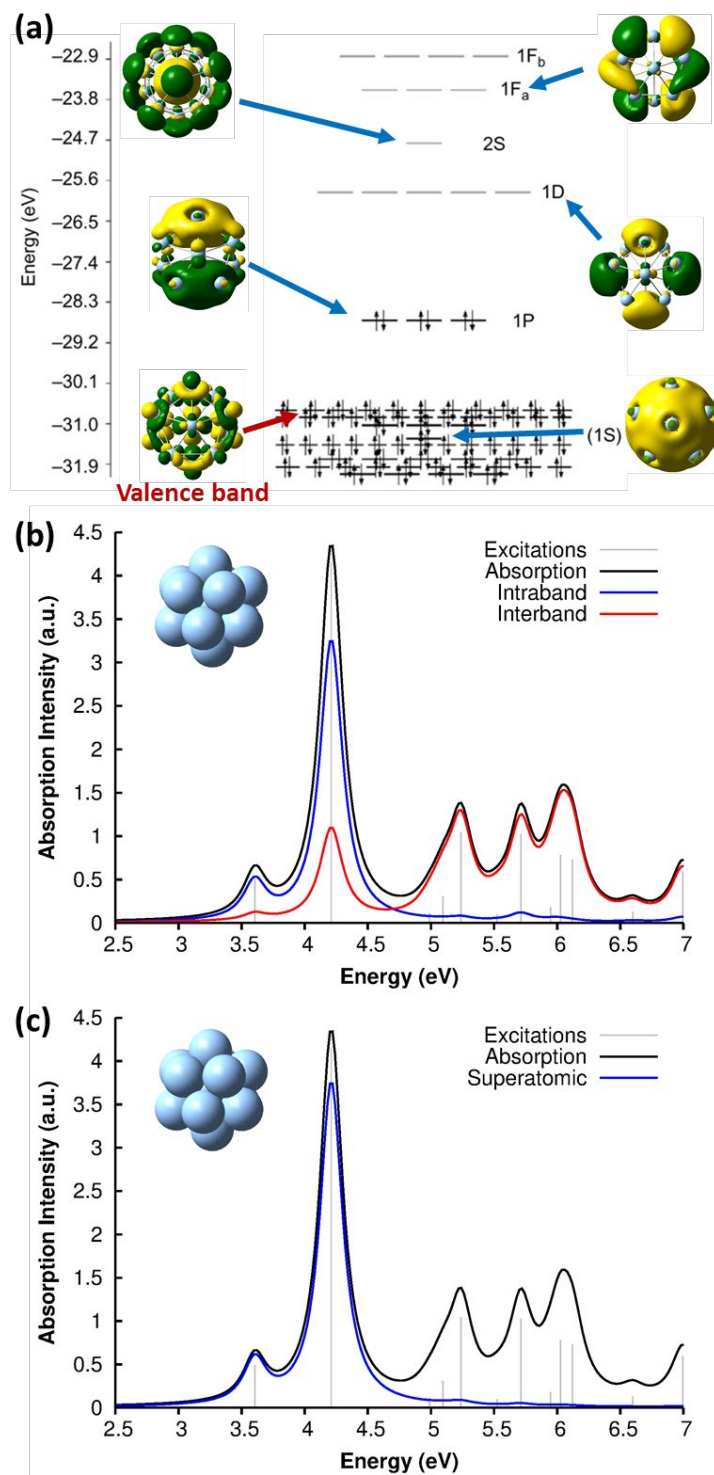 (a)
−22.9
−23.8
−24.7
−25.6
−26.5
−27.4
−28.3
−29.2
−30.1
−31.0
−31.9
Energy (eV)
1F_b
1F_a
2S
1D
1P
(1S)
Valence band
(b)
4.5
4
3.5
3
2.5
2
1.5
1
0.5
0
Absorption Intensity (a.u.)
Excitations
Absorption
Intraband
Interband
2.5 3 3.5 4 4.5 5 5.5 6 6.5 7
Energy (eV)
(c)
4.5
4
3.5
3
2.5
2
1.5
1
0.5
0
Absorption Intensity (a.u.)
Excitations
Absorption
Superatomic
2.5 3 3.5 4 4.5 5 5.5 6 6.5 7
Energy (eV)